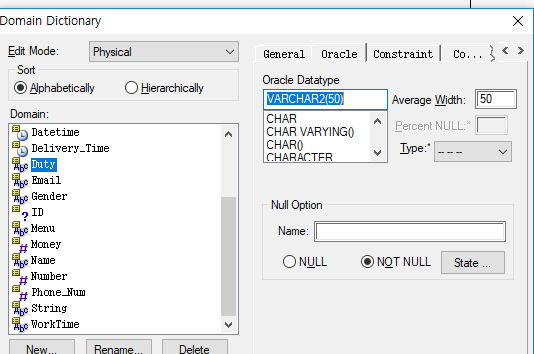 Domain Dictionary
Edit Mode: Physical
Sort
Alphabetically Hierarchically
Domain:
Datetime
Delivery_Time
Duty
Email
Gender
ID
Menu
Money
Name
Number
Phone_Num
String
WorkTime
New... Rename... Delete
General Oracle Constraint Co...
Oracle Datatype
VARCHAR2(50) Average Width: 50
CHAR
CHAR VARYING()
CHAR()
CHARACTER
Percent NULL:*
Type:* -- -- --
Null Option
Name:
NULL NOT NULL State ...